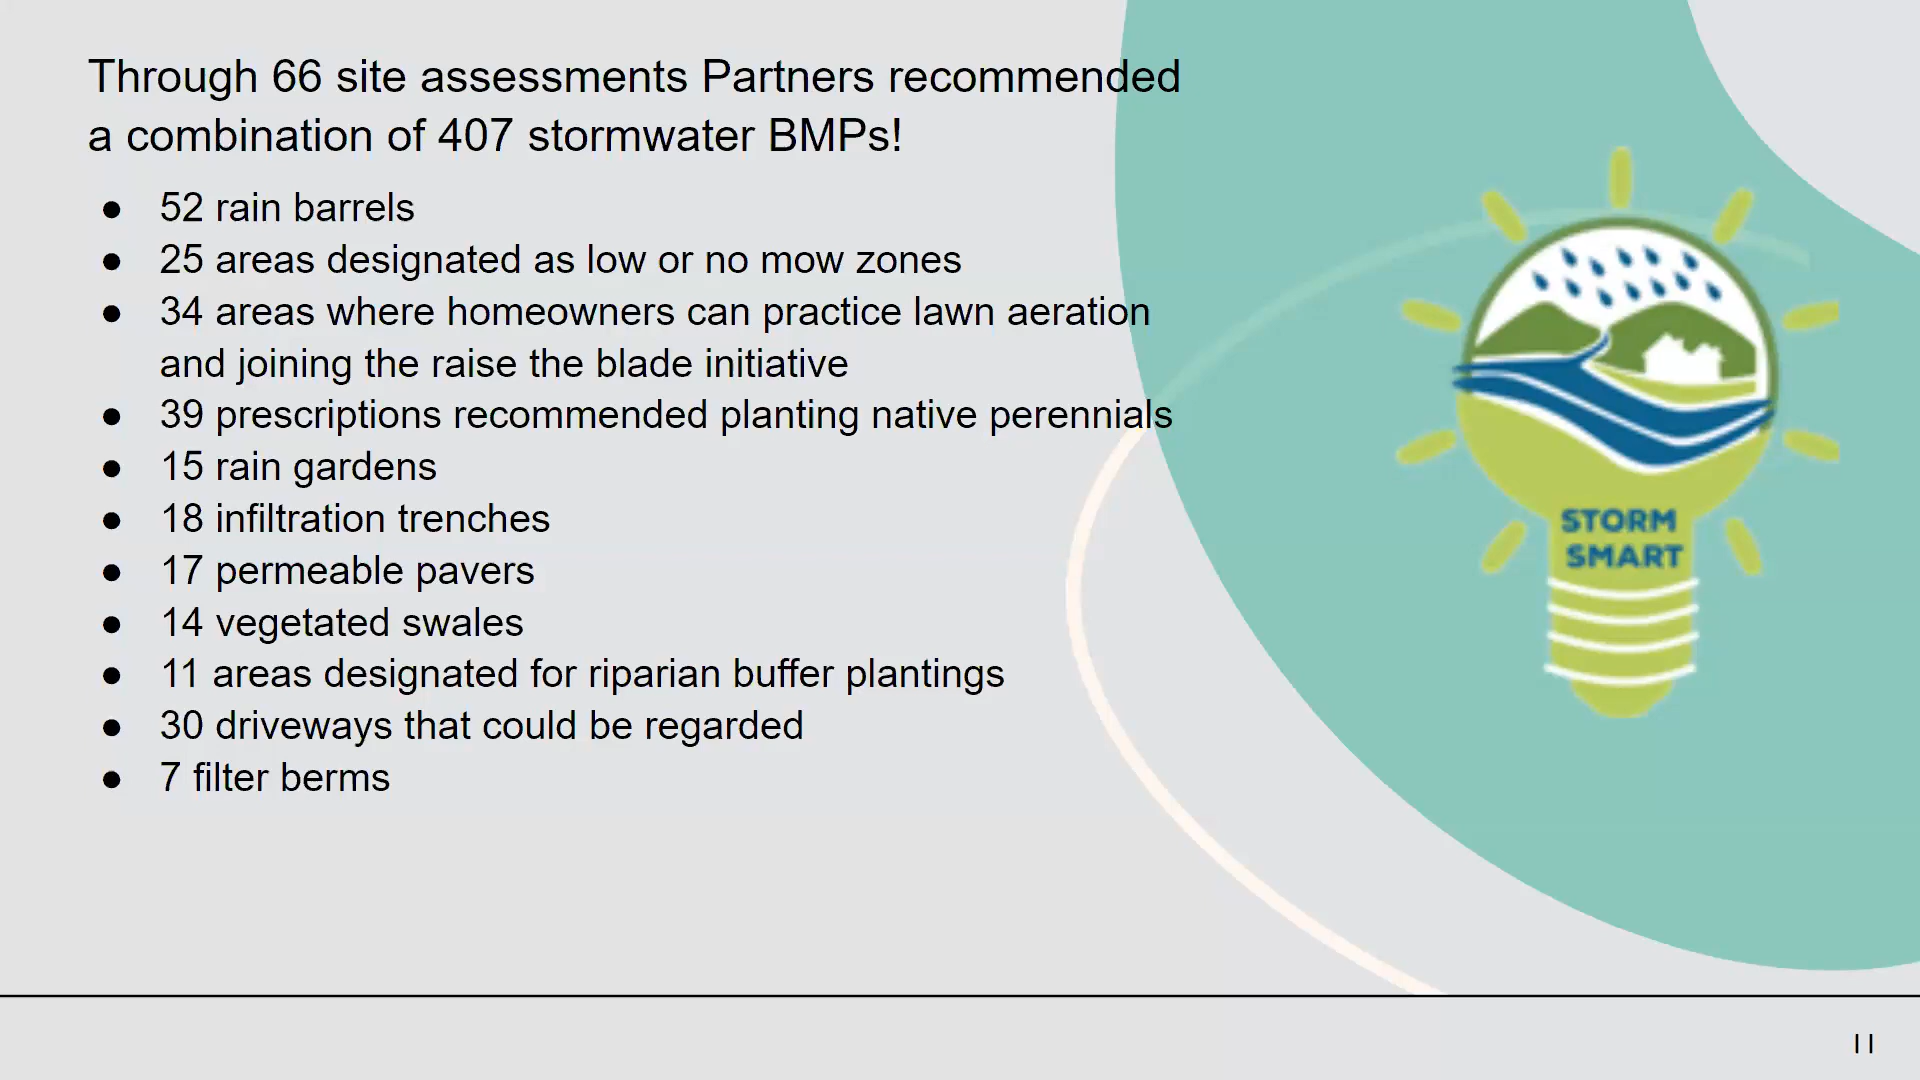 Through 66 site assessments Partners recommended
a combination of 407 stormwater BMPs!
● 52 rain barrels
● 25 areas designated as low or no mow zones
● 34 areas where homeowners can practice lawn aeration
and joining the raise the blade initiative
● 39 prescriptions recommended planting native perennials
● 15 rain gardens
● 18 infiltration trenches
● 17 permeable pavers
● 14 vegetated swales
● 11 areas designated for riparian buffer plantings
● 30 driveways that could be regarded
● 7 filter berms
STORM
SMART
11